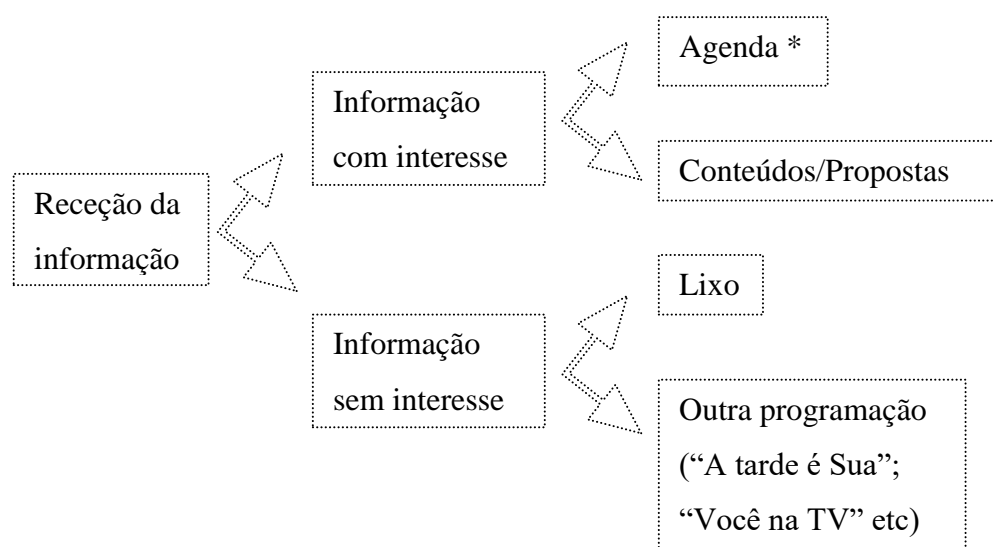 Receção da
informação
Informação
com interesse
Agenda *
Conteúdos/Propostas
Informação
sem interesse
Lixo
Outra programação
(“A tarde é Sua”;
“Você na TV” etc)